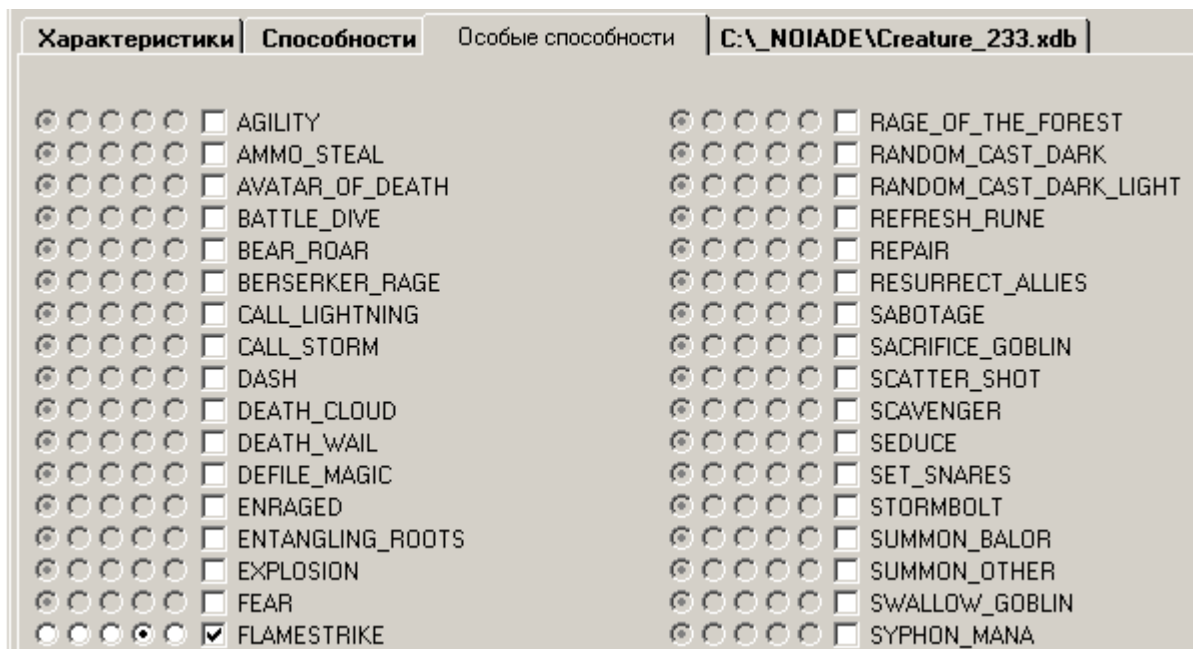 Характеристики Способности Особые способности C:\_NOIADE\Creature_233.xdb
AGILITY
AMMO_STEAL
AVATAR_OF_DEATH
BATTLE_DIVE
BEAR_ROAR
BERSERKER_RAGE
CALL_LIGHTNING
CALL_STORM
DASH
DEATH_CLOUD
DEATH_WAIL
DEFILE_MAGIC
ENRAGED
ENTANGLING_ROOTS
EXPLOSION
FEAR
FLAMESTRIKE
RAGE_OF_THE_FOREST
RANDOM_CAST_DARK
RANDOM_CAST_DARK_LIGHT
REFRESH_RUNE
REPAIR
RESURRECT_ALLIES
SABOTAGE
SACRIFICE_GOBLIN
SCATTER_SHOT
SCAVENGER
SEDUCE
SET_SNARES
STORMBOLT
SUMMON_BALOR
SUMMON_OTHER
SWALLOW_GOBLIN
SYPHON_MANA